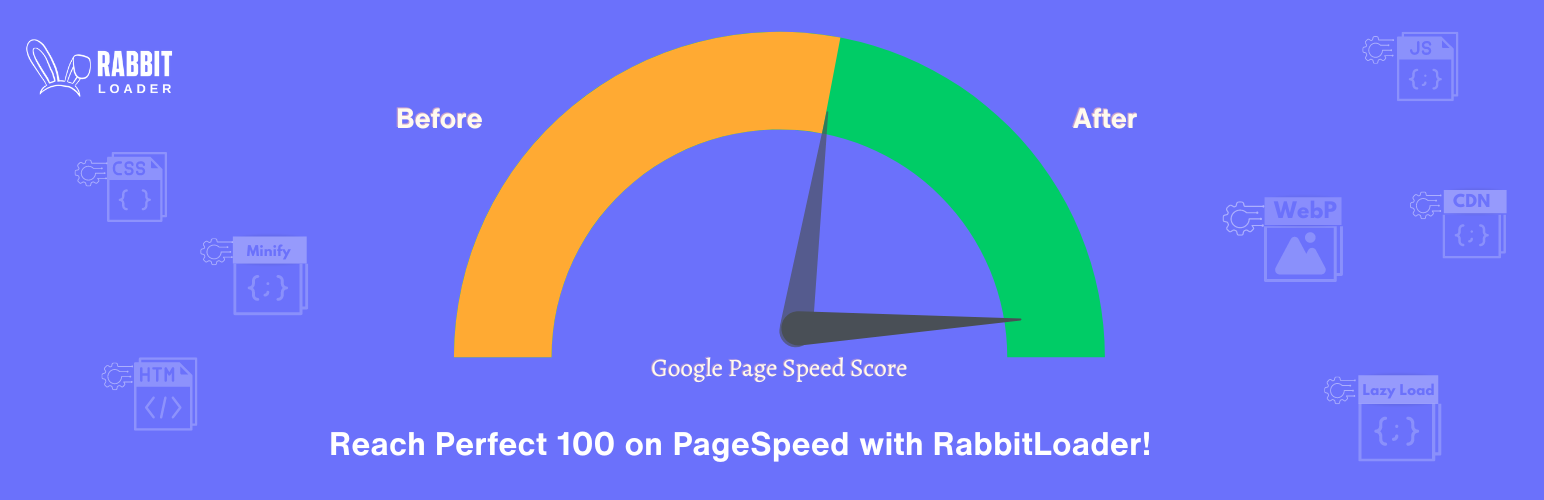 RABBIT
LOADER
JS
{;}
Before
After
CSS
{ }
WebP
CDN
{;}
Minify
{;}
Google Page Speed Score
HTM
</>
Lazy Load
{;}
Reach Perfect 100 on PageSpeed with RabbitLoader!